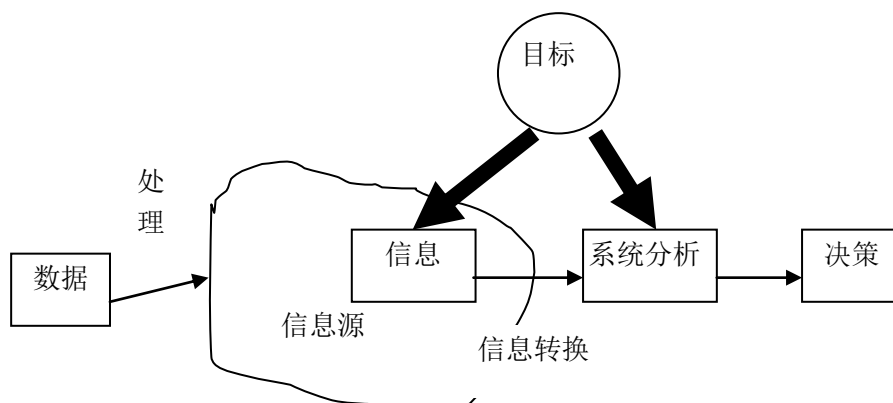 目标
处
理
数据
信息
系统分析
决策
信息源
信息转换